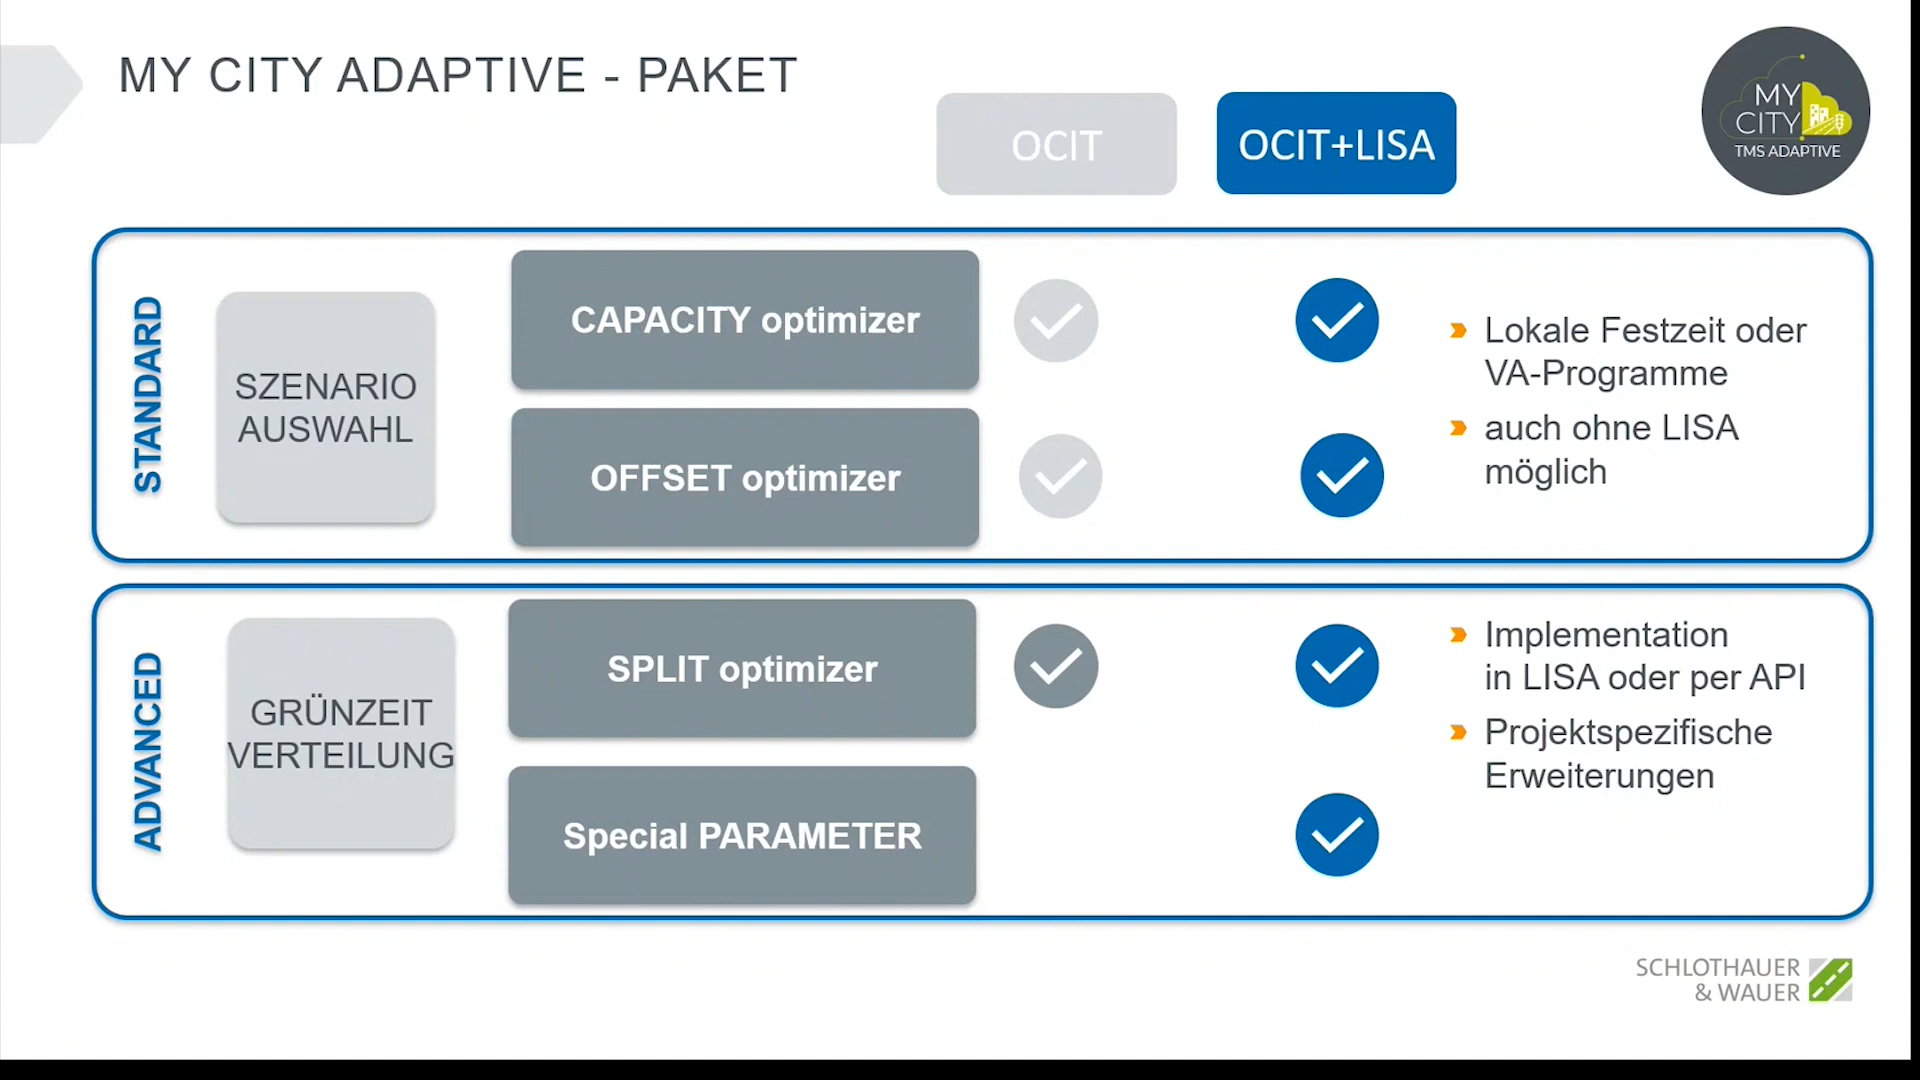 MY CITY ADAPTIVE - PAKET
OCIT
OCIT+LISA
MY
CITY
TMS ADAPTIVE
STANDARD
SZENARIO
AUSWAHL
CAPACITY optimizer
OFFSET optimizer
Lokale Festzeit oder
VA-Programme
auch ohne LISA
möglich
ADVANCED
GRÜNZEIT
VERTEILUNG
SPLIT optimizer
Special PARAMETER
Implementation
in LISA oder per API
Projektspezifische
Erweiterungen
SCHLOTHAUER
& WAUER